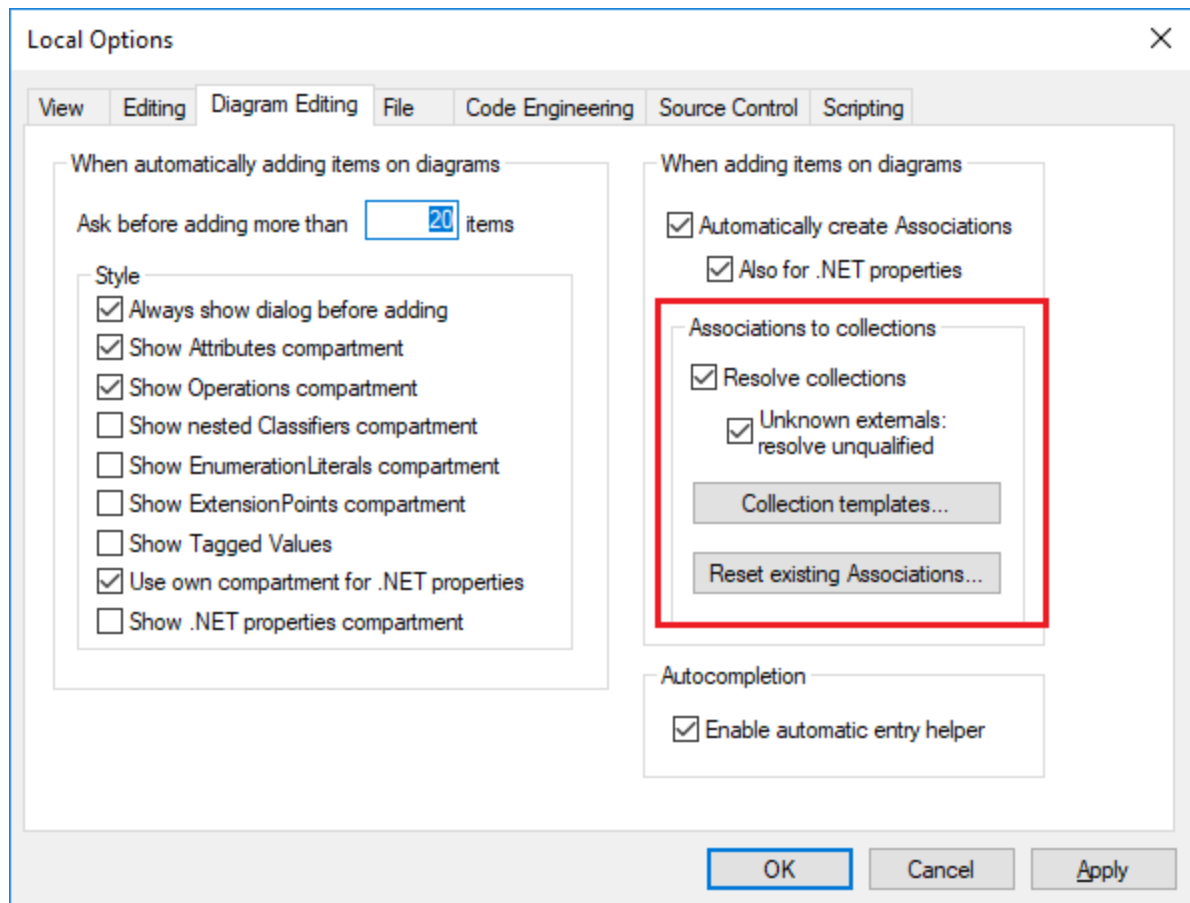 Local Options
View Editing Diagram Editing File Code Engineering Source Control Scripting
When automatically adding items on diagrams
Ask before adding more than 20 items
Style
Always show dialog before adding
Show Attributes compartment
Show Operations compartment
Show nested Classifiers compartment
Show EnumerationLiterals compartment
Show ExtensionPoints compartment
Show Tagged Values
Use own compartment for .NET properties
Show .NET properties compartment
When adding items on diagrams
Automatically create Associations
Also for .NET properties
Associations to collections
Resolve collections
Unknown externals:
resolve unqualified
Collection templates...
Reset existing Associations...
Autocompletion
Enable automatic entry helper
OK Cancel Apply